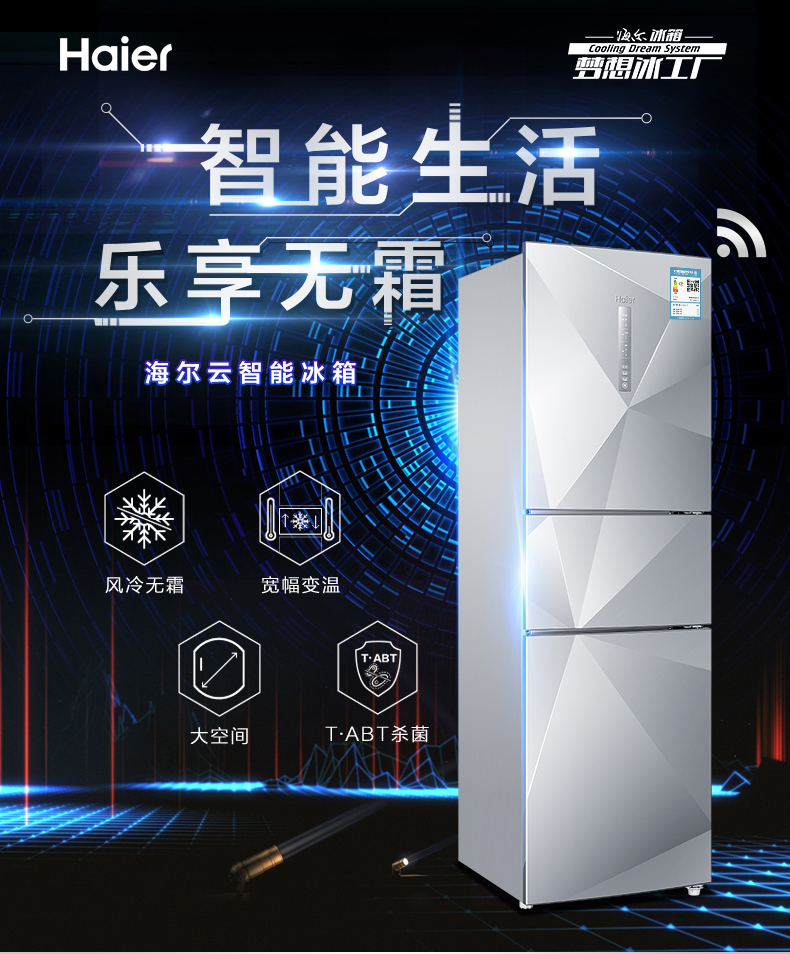 Haier
海尔冰箱
Cooling Dream System
梦想冰工厂
智能生活
乐享无霜
海尔云智能冰箱
Haier
风冷无霜
宽幅变温
T·ABT
大空间
T·ABT杀菌